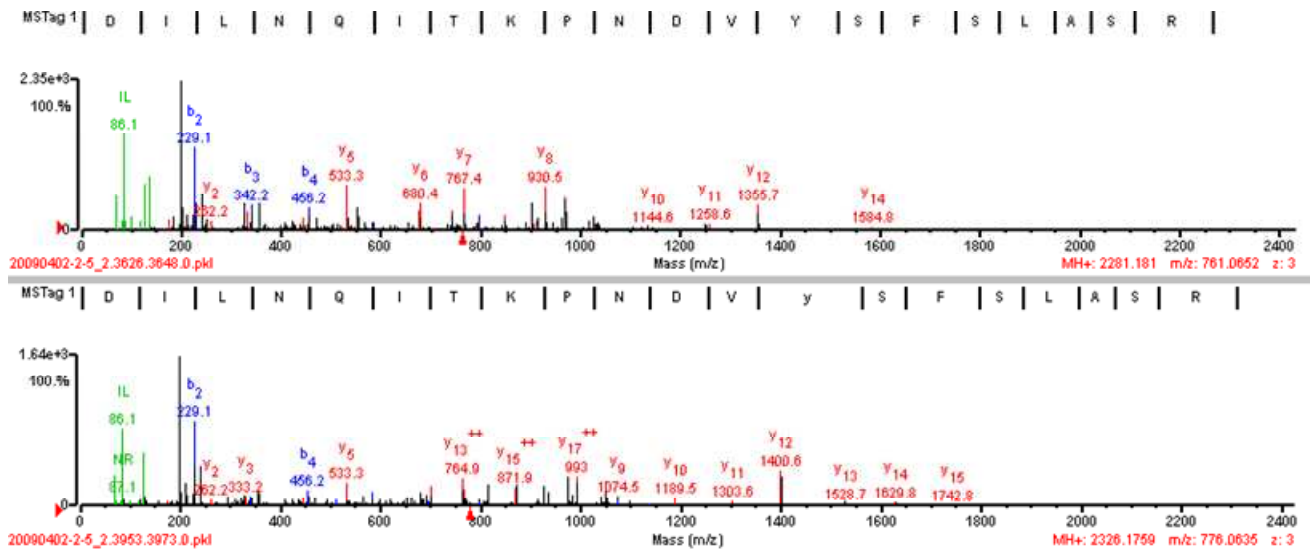 MSTag 1 D I L N Q I T K P N D V Y S F S L A S R
2.35e+3
100.%
IL
86.1
b2
229.1
y2
262.2
b3
342.2
b4
456.2
y5
533.3
y6
680.4
y7
767.4
y8
930.5
y10
1144.6
y11
1258.6
y12
1355.7
y14
1584.8
0
0 200 400 600 800 1000 1200 1400 1600 1800 2000 2200 2400
20090402-2-5_2.3626.3648.0.pkl Mass (m/z) MH+: 2281.181 m/z: 761.0652 z: 3
MSTag 1 D I L N Q I T K P N D V y S F S L A S R
1.64e+3
100.%
IL
86.1
NR
87.1
b2
229.1
y2
262.2
y3
333.2
b4
456.2
y5
533.3
y13 ++
764.9
y15 ++
871.9
y17 ++
993
y9
1074.5
y10
1189.5
y11
1303.6
y12
1400.6
y13
1528.7
y14
1629.8
y15
1742.8
0
0 200 400 600 800 1000 1200 1400 1600 1800 2000 2200 2400
20090402-2-5_2.3953.3973.0.pkl Mass (m/z) MH+: 2326.1759 m/z: 776.0635 z: 3